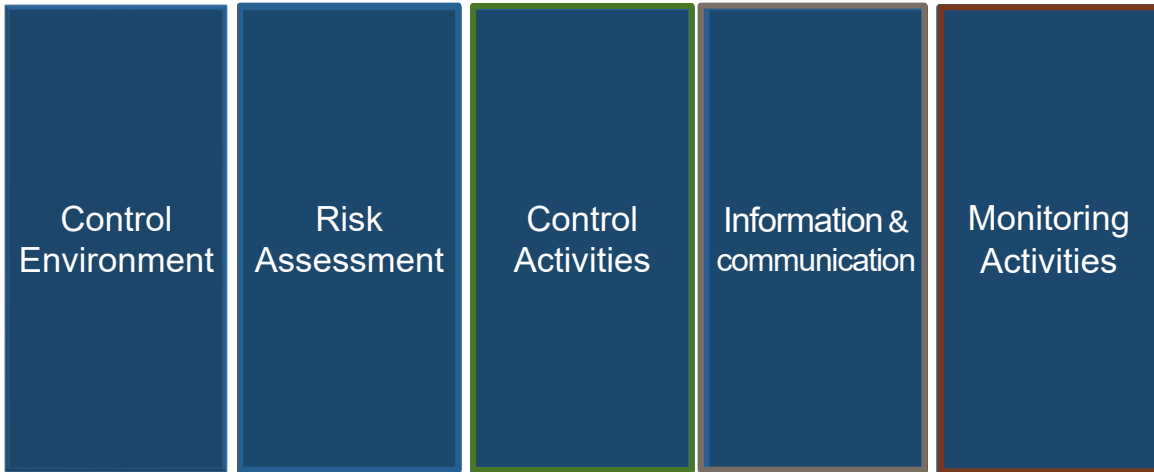 Control
Environment
Risk
Assessment
Control
Activities
Information &
communication
Monitoring
Activities